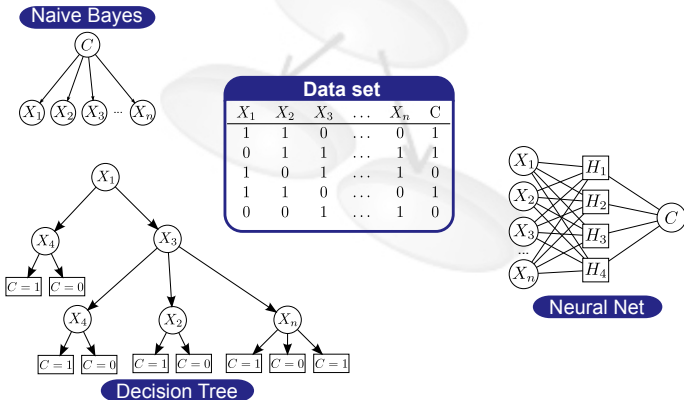 Naive Bayes
C
X₁ X₂ X₃ ... Xₙ
Data set
X₁ X₂ X₃ ... Xₙ C
1 1 0 ... 0 1
0 1 1 ... 1 1
1 0 1 ... 1 0
1 1 0 ... 0 1
0 0 1 ... 1 0
X₁
X₄ X₃
C = 1 C = 0
X₄ X₂ Xₙ
C = 1 C = 0 C = 1 C = 0 C = 1 C = 0 C = 1
Decision Tree
X₁ H₁
X₂ H₂
C
X₃ H₃
...
Xₙ H₄
Neural Net